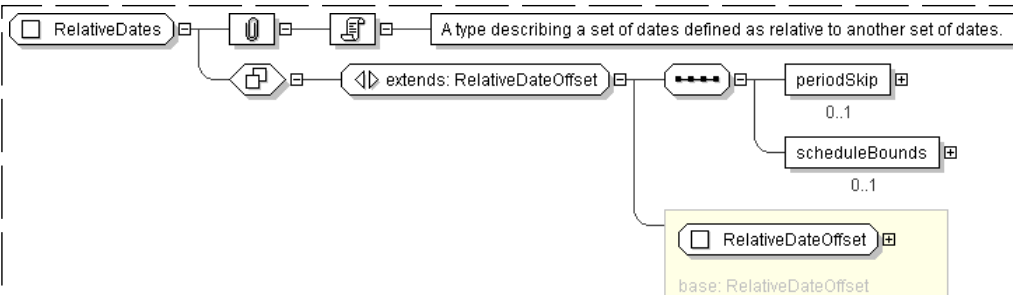 RelativeDates
A type describing a set of dates defined as relative to another set of dates.
extends: RelativeDateOffset
periodSkip
0..1
scheduleBounds
0..1
RelativeDateOffset
base: RelativeDateOffset